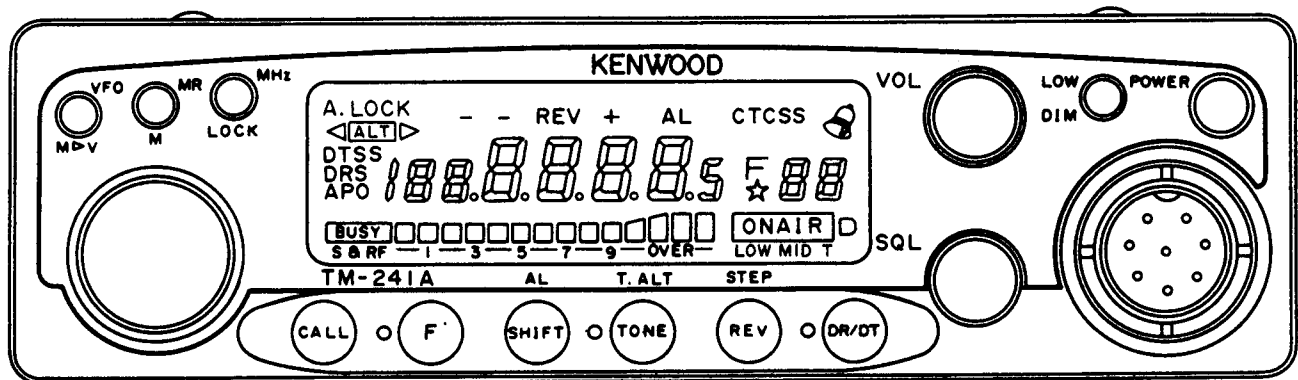 KENWOOD
VFO MR MHz
M▷V M LOCK
VOL LOW POWER
DIM
A. LOCK - - REV + AL CTCSS
◁ALT▷
DTSS
DRS
APO 188.8.8.8.8.5 F ☆ 88
BUSY ONAIR
S & RF 1 3 5 7 9 OVER LOW MID T
SQL
TM-241A AL T.ALT STEP
CALL F SHIFT TONE REV DR/DT